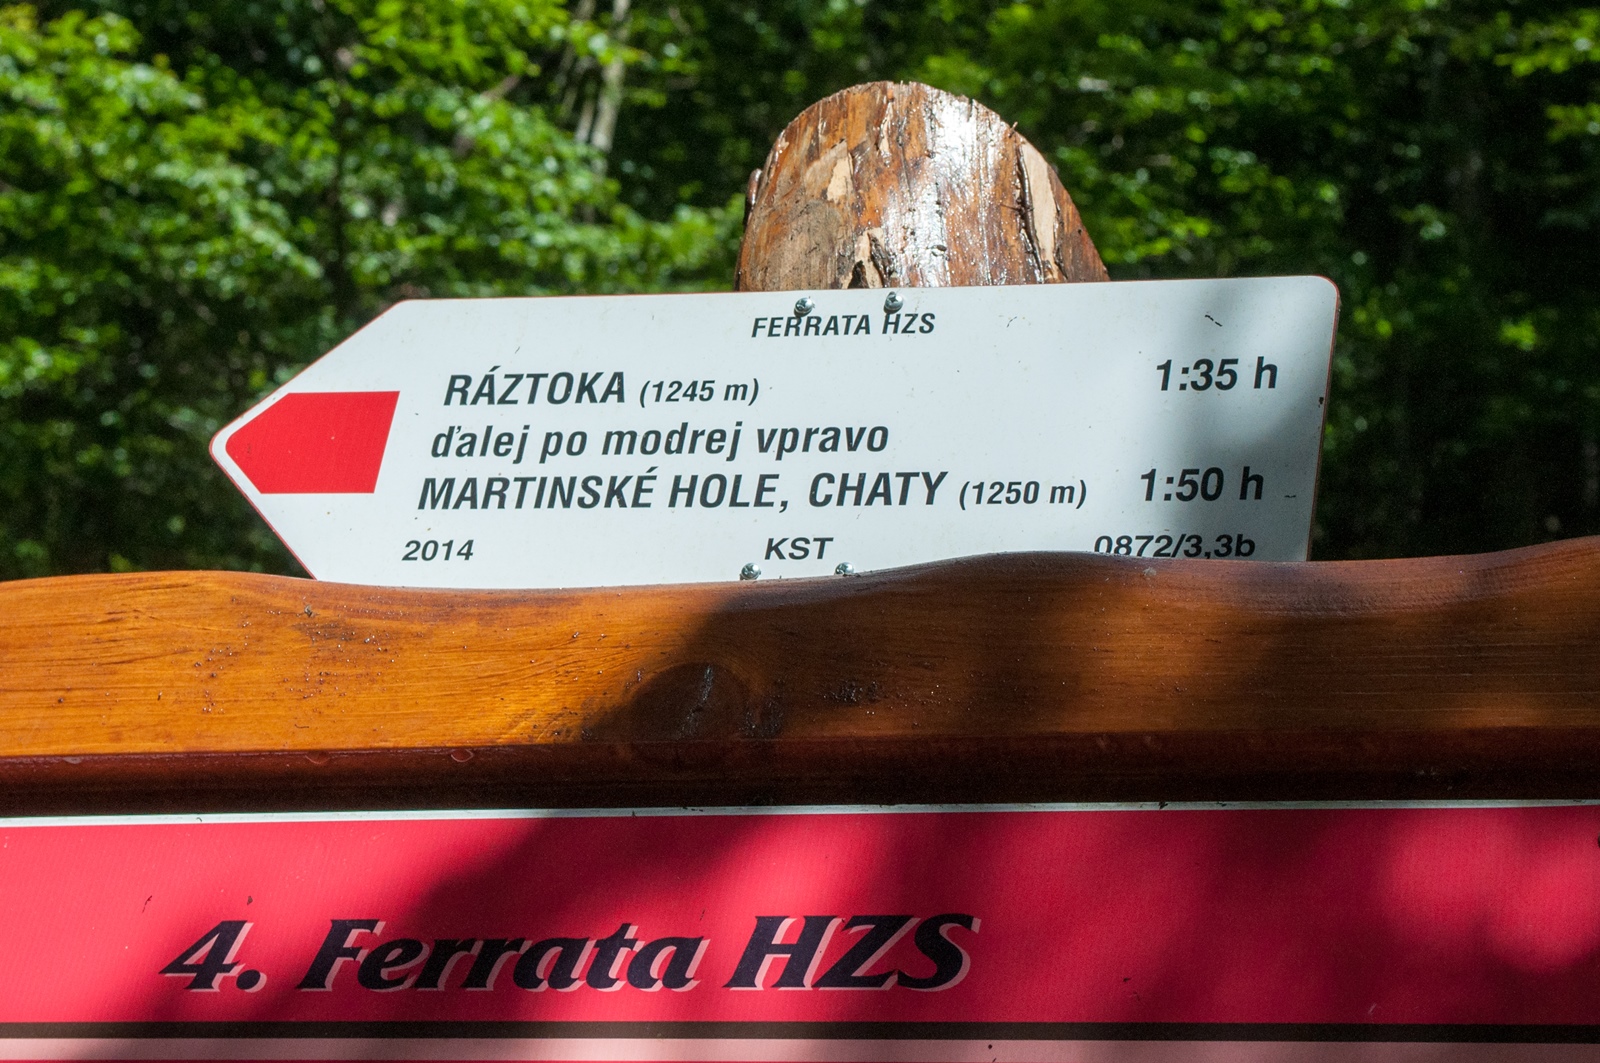 FERRATA HZS
RÁZTOKA (1245 m) 1:35 h
ďalej po modrej vpravo
MARTINSKÉ HOLE, CHATY (1250 m) 1:50 h
2014 KST 0872/3,3b
4. Ferrata HZS